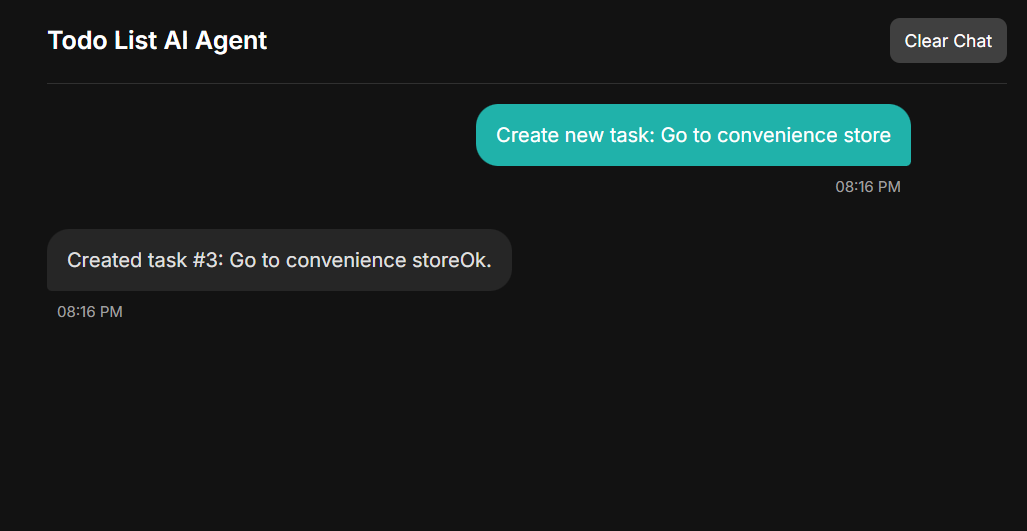 Todo List AI Agent
Clear Chat
Create new task: Go to convenience store
08:16 PM
Created task #3: Go to convenience storeOk.
08:16 PM